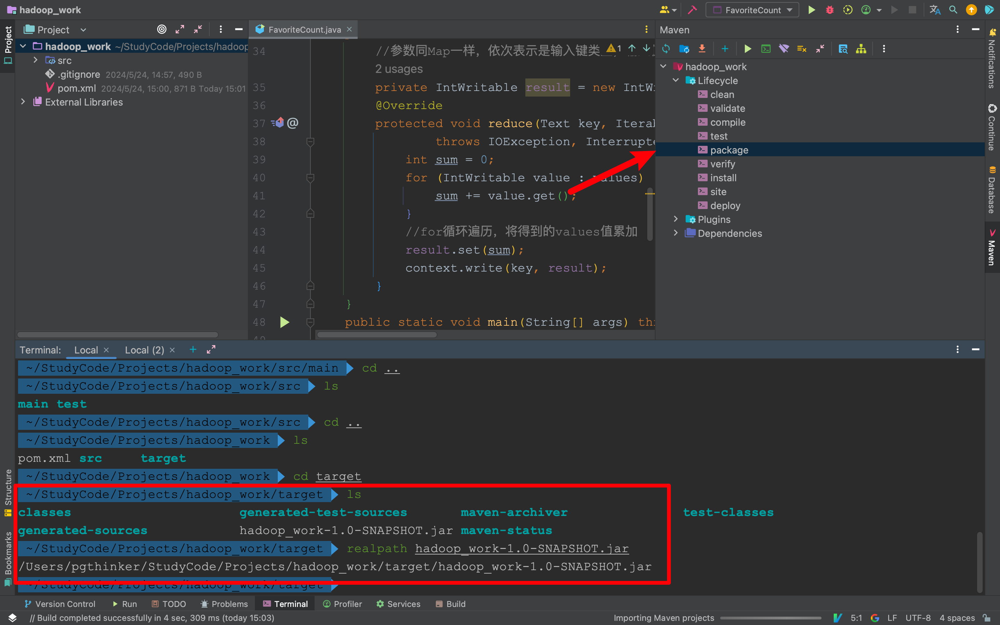 hadoop_work
FavoriteCount
Project
FavoriteCount.java
Maven
hadoop_work ~/StudyCode/Projects/hadoop
src
.gitignore 2024/5/24, 14:57, 490 B
pom.xml 2024/5/24, 15:00, 871 B Today 15:01
External Libraries
34 //参数同Map一样，依次表示是输入键类
1
2 usages
35 private IntWritable result = new IntWr
36 @Override
37 @ protected void reduce(Text key, Iterab
38 throws IOException, Interrupte
39 int sum = 0;
40 for (IntWritable value : values)
41 sum += value.get();
42 }
43 //for循环遍历，将得到的values值累加
44 result.set(sum);
45 context.write(key, result);
46 }
47 }
48 public static void main(String[] args) thr
49
hadoop_work
Lifecycle
clean
validate
compile
test
package
verify
install
site
deploy
Plugins
Dependencies
Project
Structure
Bookmarks
Notifications
Continue
Database
Maven
Terminal: Local Local (2)
~/StudyCode/Projects/hadoop_work/src/main cd ..
~/StudyCode/Projects/hadoop_work/src ls
main test
~/StudyCode/Projects/hadoop_work/src cd ..
~/StudyCode/Projects/hadoop_work ls
pom.xml src target
~/StudyCode/Projects/hadoop_work cd target
~/StudyCode/Projects/hadoop_work/target ls
classes generated-test-sources maven-archiver test-classes
generated-sources hadoop_work-1.0-SNAPSHOT.jar maven-status
~/StudyCode/Projects/hadoop_work/target realpath hadoop_work-1.0-SNAPSHOT.jar
/Users/pgthinker/StudyCode/Projects/hadoop_work/target/hadoop_work-1.0-SNAPSHOT.jar
~/StudyCode/Projects/hadoop_work/target
Version Control Run TODO Problems Terminal Profiler Services Build
// Build completed successfully in 4 sec, 309 ms (today 15:03) Importing Maven projects 5:1 LF UTF-8 4 spaces